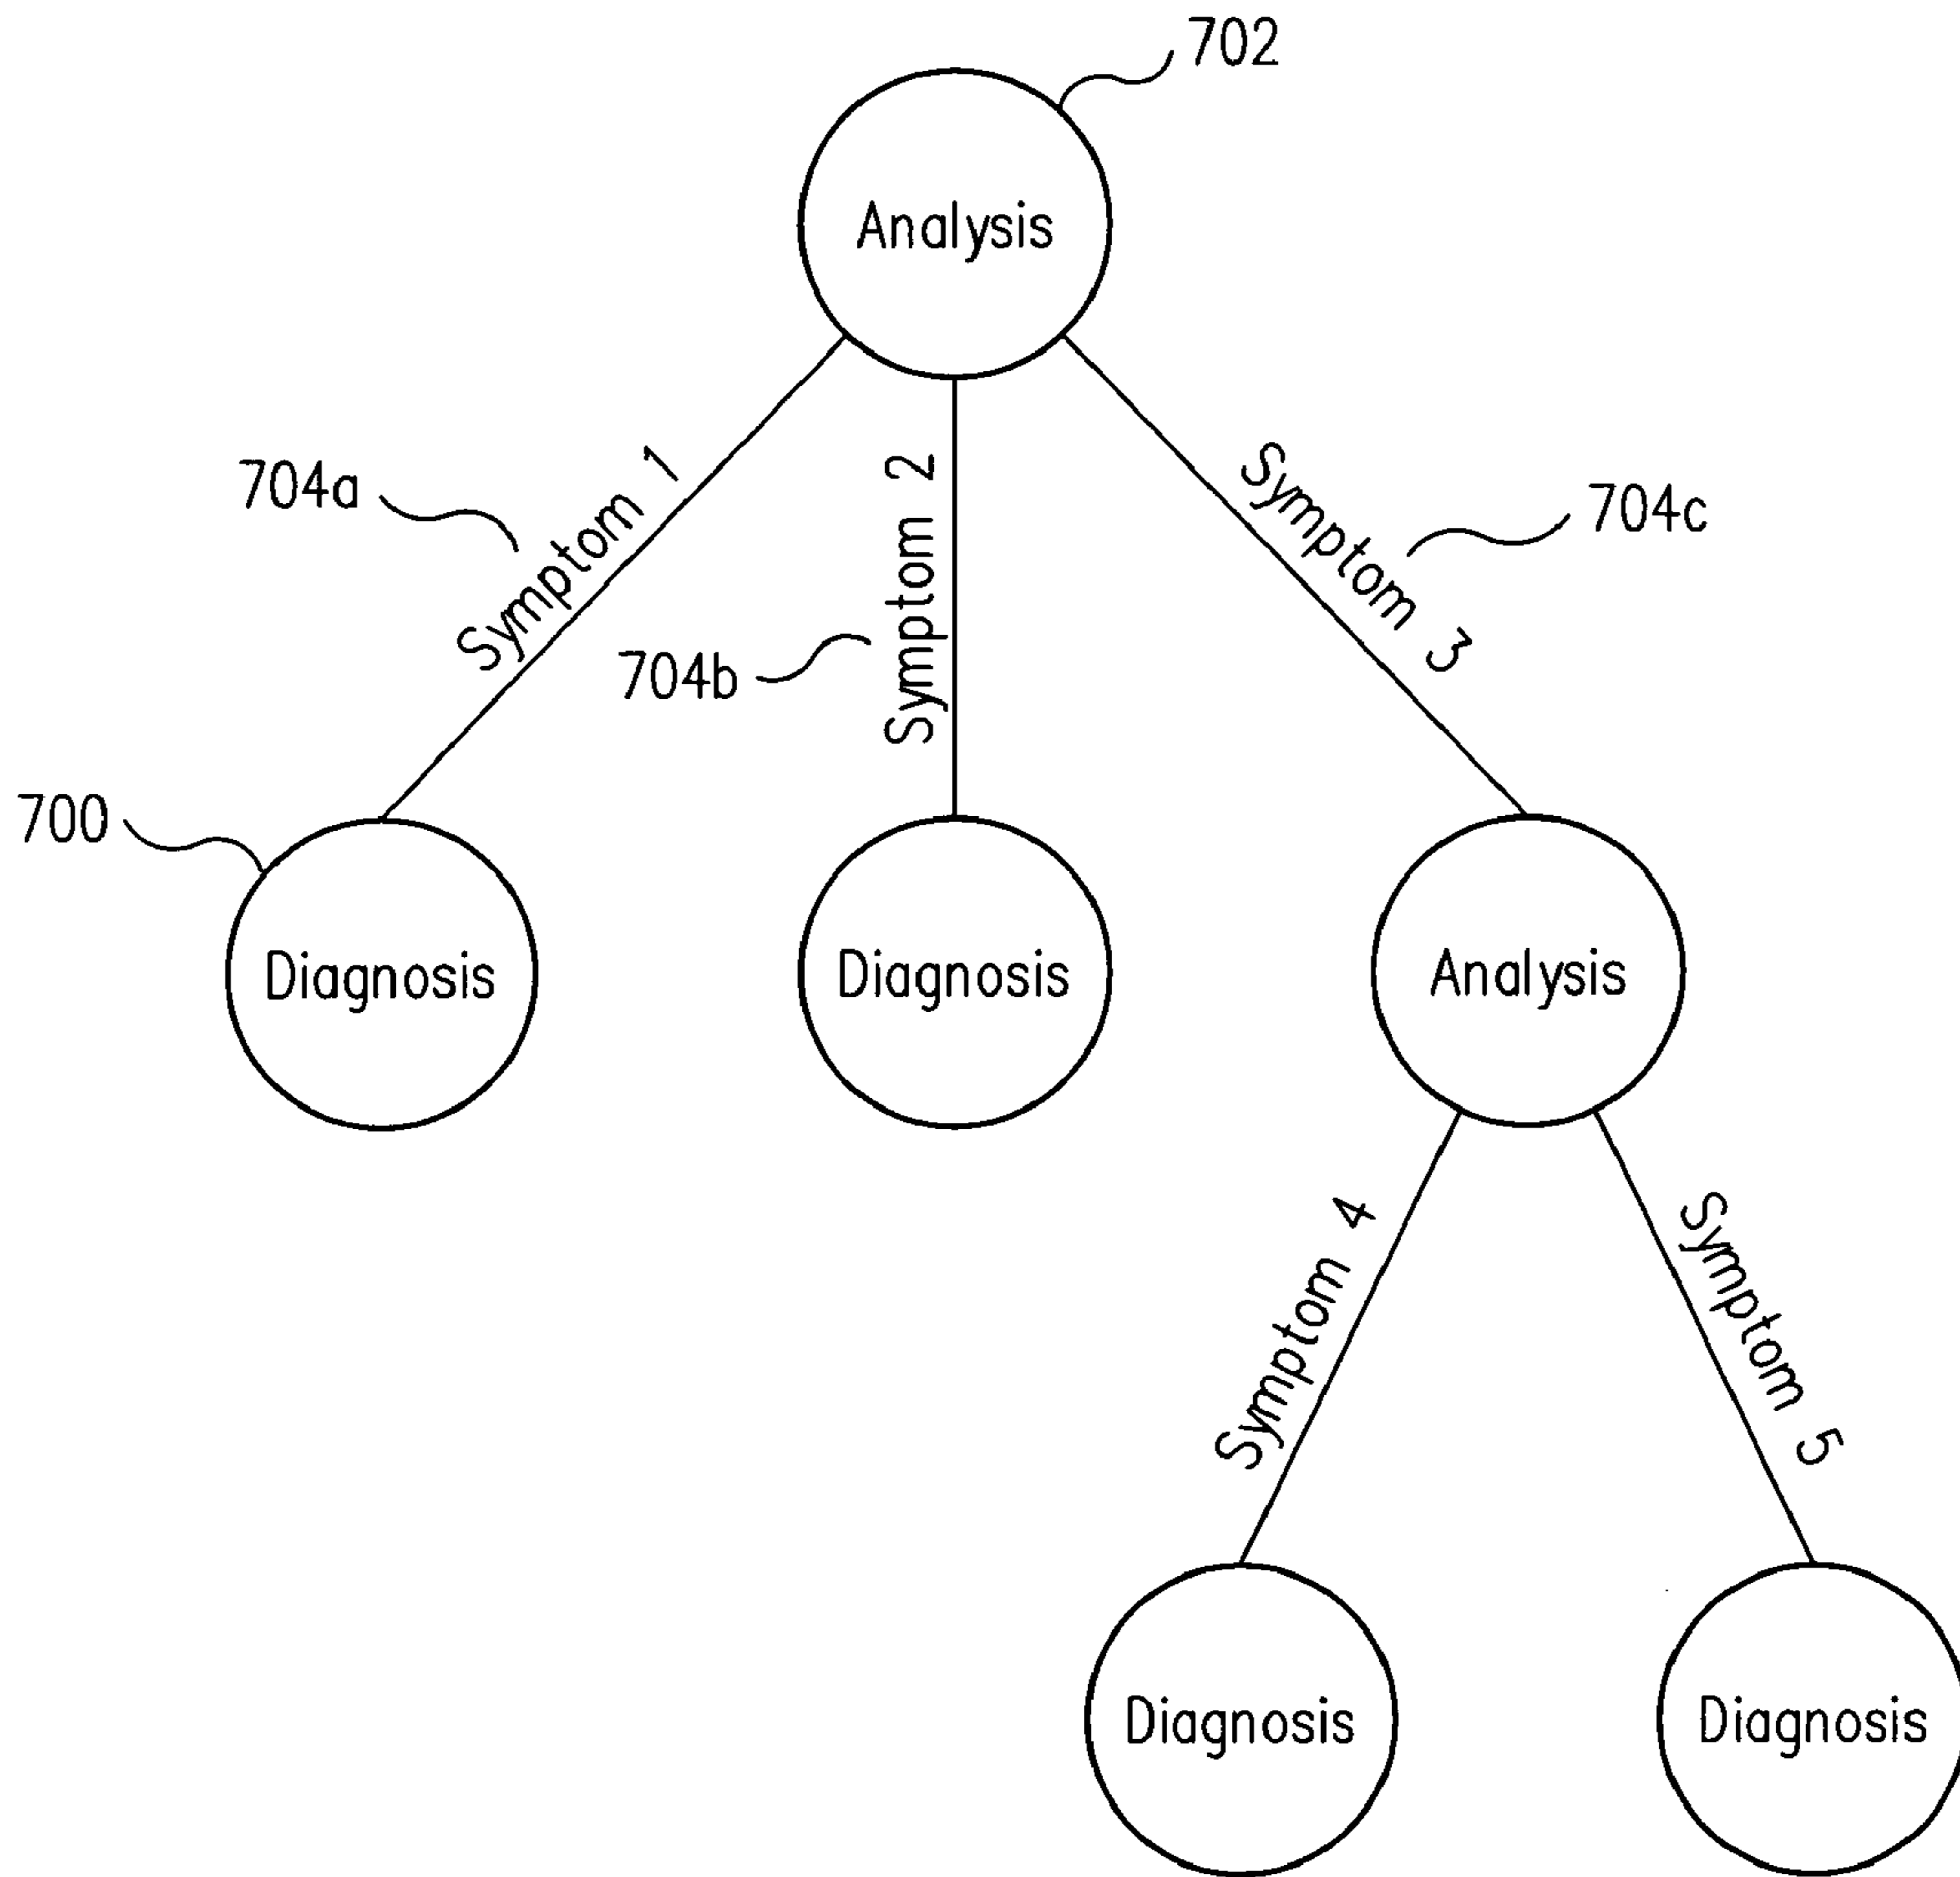 702
Analysis
Symptom 1
Symptom 2
Symptom 3
704a
704b
704c
700
Diagnosis
Diagnosis
Analysis
Symptom 4
Symptom 5
Diagnosis
Diagnosis